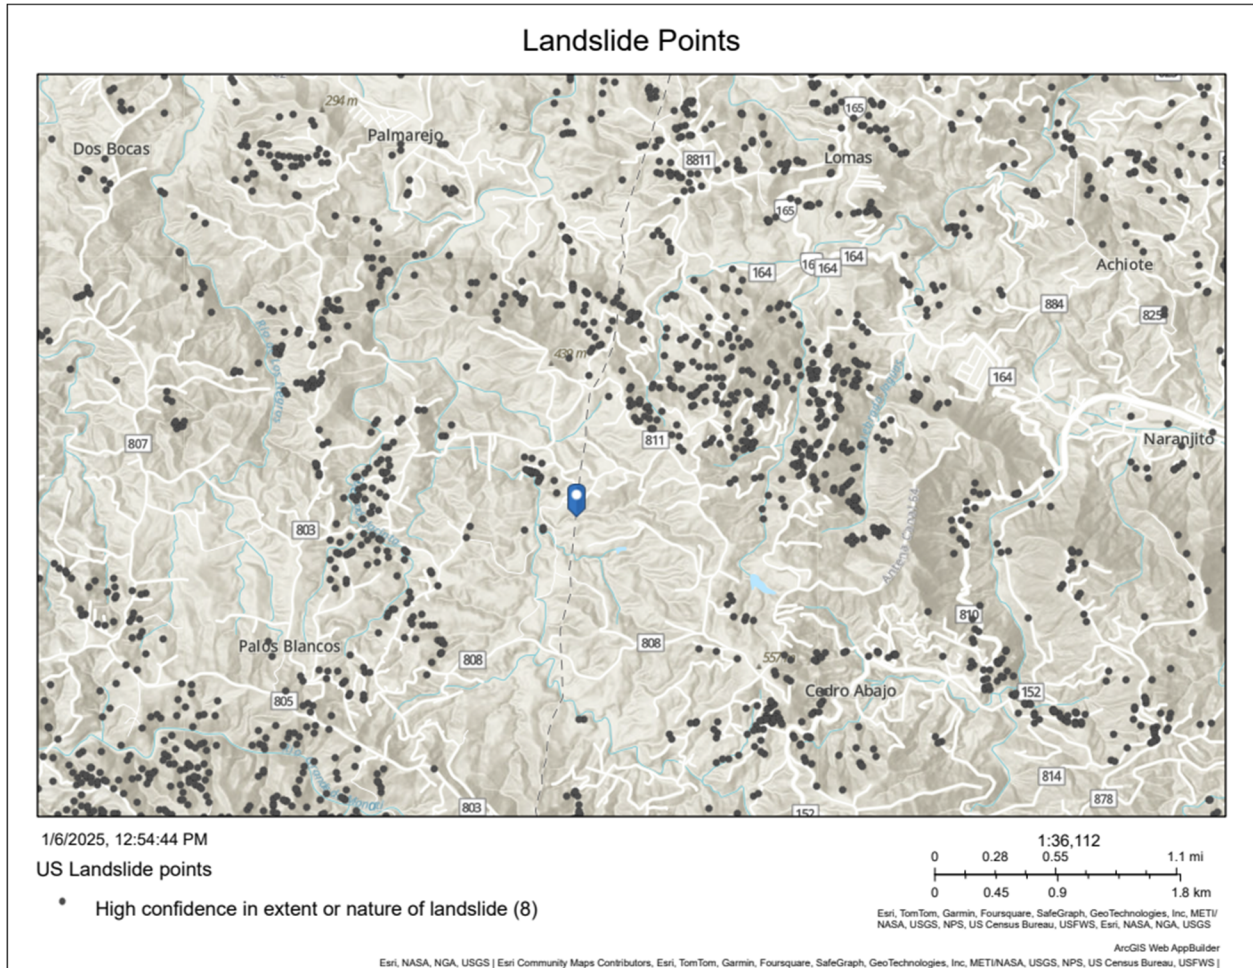 Landslide Points
294 m
165
Palmarejo
Dos Bocas
8811
Lomas
165
164
164
164
Achiote
884
825
432 m
164
807
811
Naranjito
803
Antena Canal 64
810
Palos Blancos
808
808
557 m
Cedro Abajo
805
152
814
803
878
152
1/6/2025, 12:54:44 PM
1:36,112
US Landslide points
0 0.28 0.55 1.1 mi
0 0.45 0.9 1.8 km
High confidence in extent or nature of landslide (8)
Esri, TomTom, Garmin, Foursquare, SafeGraph, GeoTechnologies, Inc, METI/
NASA, USGS, NPS, US Census Bureau, USFWS, Esri, NASA, NGA, USGS
ArcGIS Web AppBuilder
Esri, NASA, NGA, USGS | Esri Community Maps Contributors, Esri, TomTom, Garmin, Foursquare, SafeGraph, GeoTechnologies, Inc, METI/NASA, USGS, NPS, US Census Bureau, USFWS |